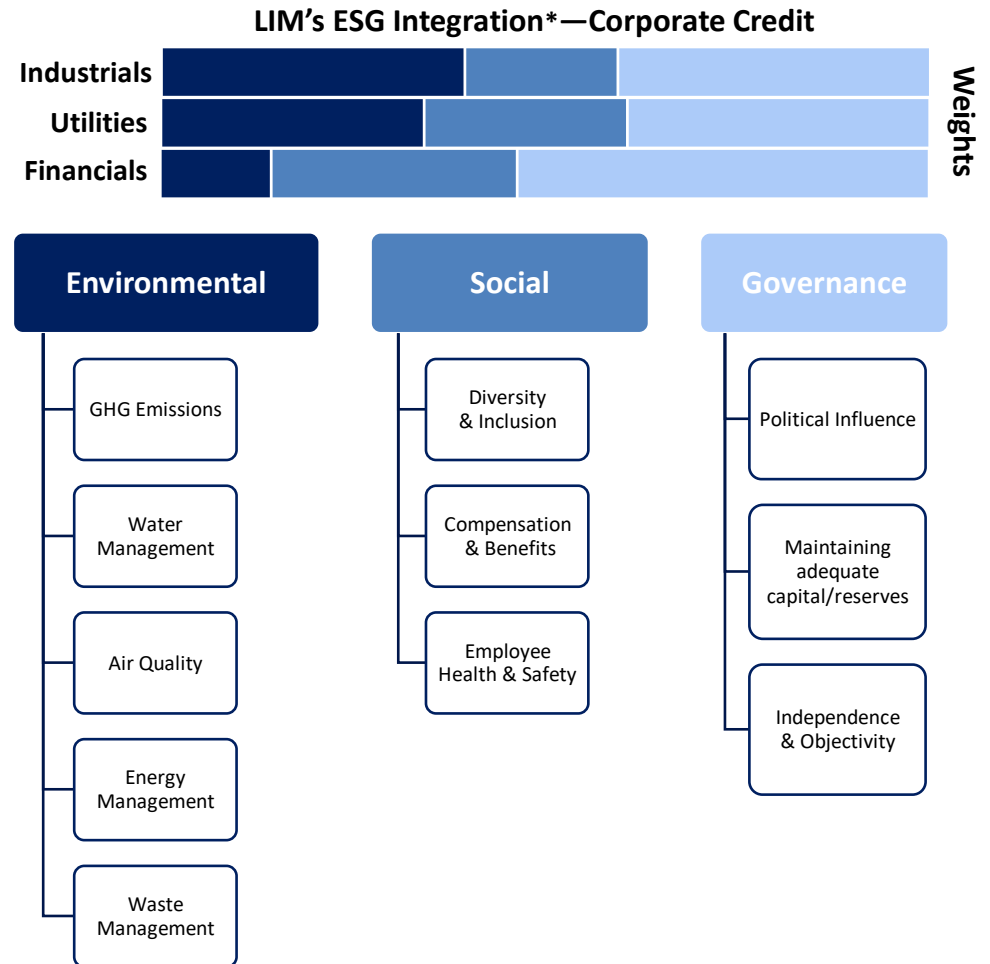 LIM’s ESG Integration*—Corporate Credit
Industrials
Utilities
Financials
Weights
Environmental
GHG Emissions
Water
Management
Air Quality
Energy
Management
Waste
Management
Social
Diversity
& Inclusion
Compensation
& Benefits
Employee
Health & Safety
Governance
Political Influence
Maintaining
adequate
capital/reserves
Independence
& Objectivity